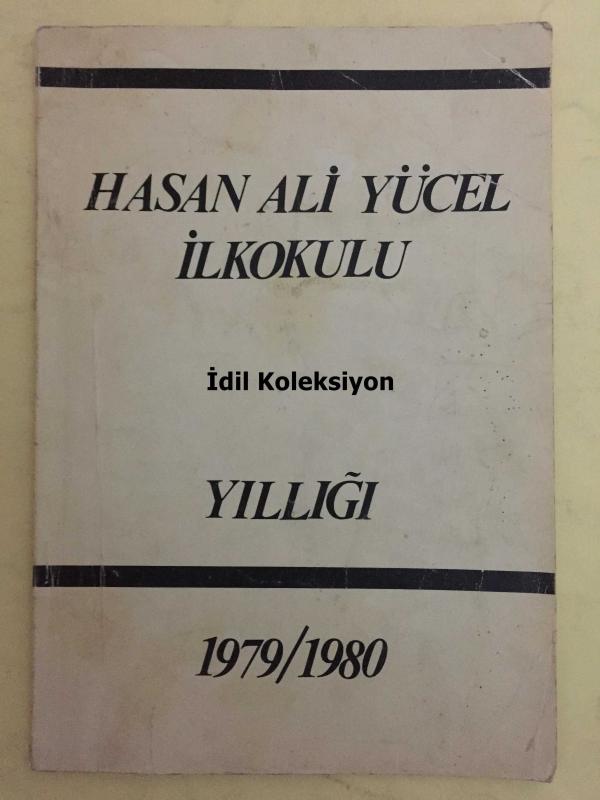 HASAN ALİ YÜCEL
İLKOKULU
İdil Koleksiyon
YILLIĞI
1979/1980